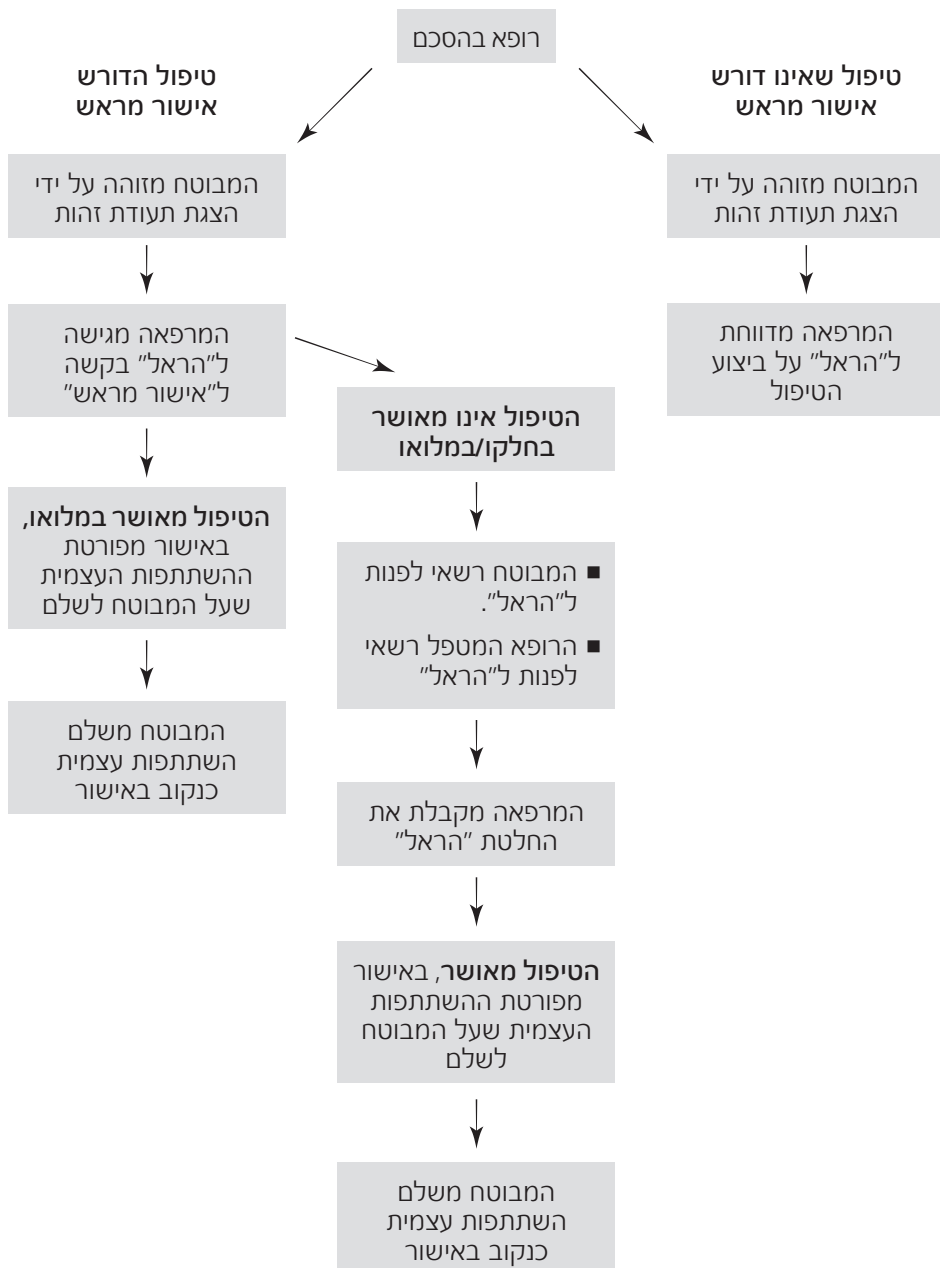 רופא בהסכם
טיפול שאינו דורש
אישור מראש
המבוטח מזוהה על ידי
הצגת תעודת זהות
המרפאה מדווחת
ל"הראל" על ביצוע
הטיפול
טיפול הדורש
אישור מראש
המבוטח מזוהה על ידי
הצגת תעודת זהות
המרפאה מגישה
ל"הראל" בקשה
ל"אישור מראש"
הטיפול מאושר במלואו,
באישור מפורטת
ההשתתפות העצמית
שעל המבוטח לשלם
המבוטח משלם
השתתפות עצמית
כנקוב באישור
הטיפול אינו מאושר
בחלקו/במלואו
■ המבוטח רשאי לפנות
ל"הראל".
■ הרופא המטפל רשאי
לפנות ל"הראל"
המרפאה מקבלת את
החלטת "הראל"
הטיפול מאושר, באישור
מפורטת ההשתתפות
העצמית שעל המבוטח
לשלם
המבוטח משלם
השתתפות עצמית
כנקוב באישור